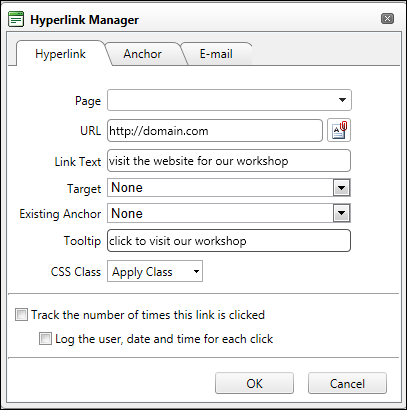 Hyperlink Manager
Hyperlink Anchor E-mail
Page
URL http://domain.com
Link Text visit the website for our workshop
Target None
Existing Anchor None
Tooltip click to visit our workshop
CSS Class Apply Class
Track the number of times this link is clicked
Log the user, date and time for each click
OK Cancel